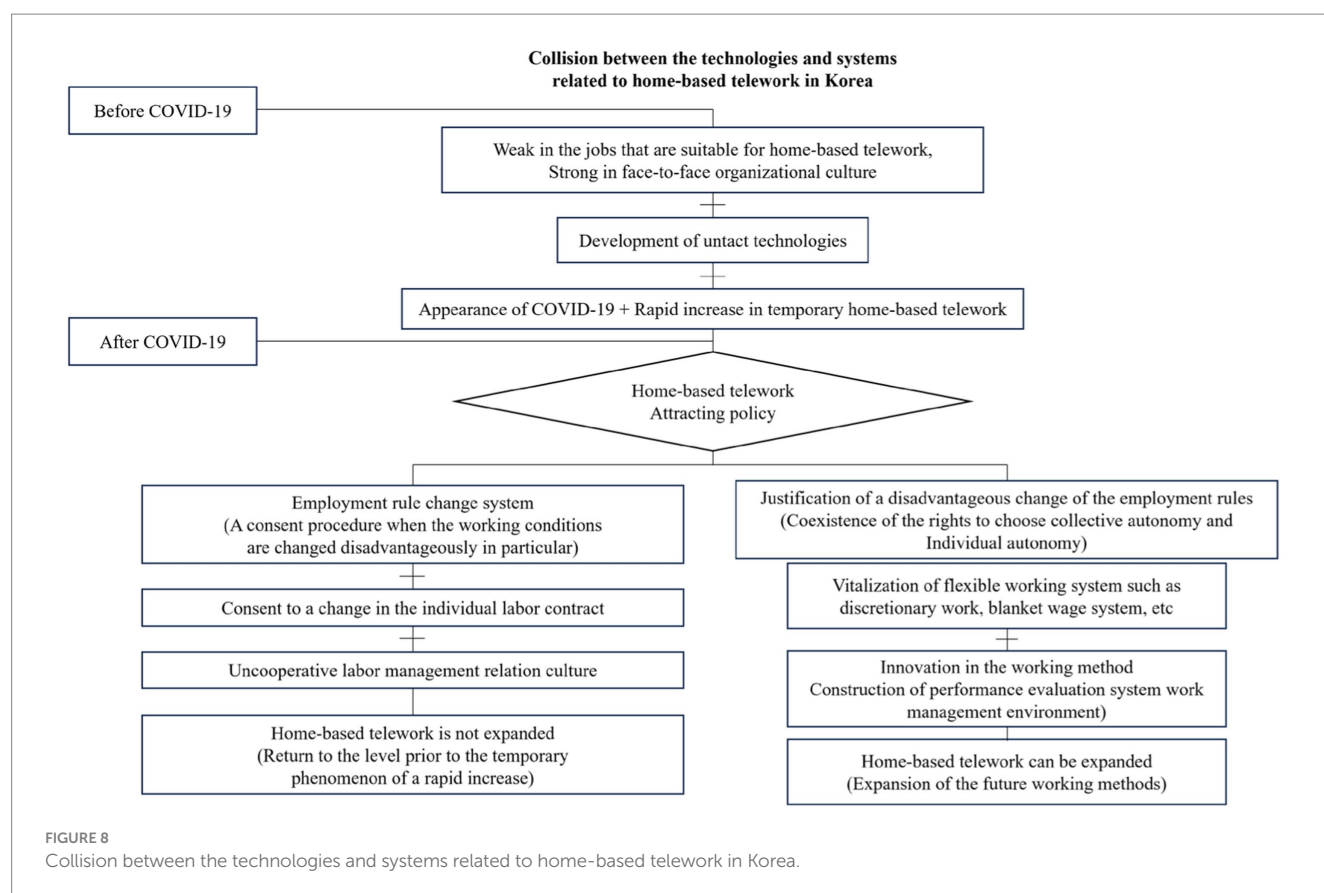 Collision between the technologies and systems
related to home-based telework in Korea
Before COVID-19
Weak in the jobs that are suitable for home-based telework,
Strong in face-to-face organizational culture
Development of untact technologies
Appearance of COVID-19 + Rapid increase in temporary home-based telework
After COVID-19
Home-based telework
Attracting policy
Employment rule change system
(A consent procedure when the working conditions
are changed disadvantageously in particular)
Consent to a change in the individual labor contract
Uncooperative labor management relation culture
Home-based telework is not expanded
(Return to the level prior to the temporary
phenomenon of a rapid increase)
Justification of a disadvantageous change of the employment rules
(Coexistence of the rights to choose collective autonomy and
Individual autonomy)
Vitalization of flexible working system such as
discretionary work, blanket wage system, etc
Innovation in the working method
Construction of performance evaluation system work
management environment)
Home-based telework can be expanded
(Expansion of the future working methods)
FIGURE 8
Collision between the technologies and systems related to home-based telework in Korea.